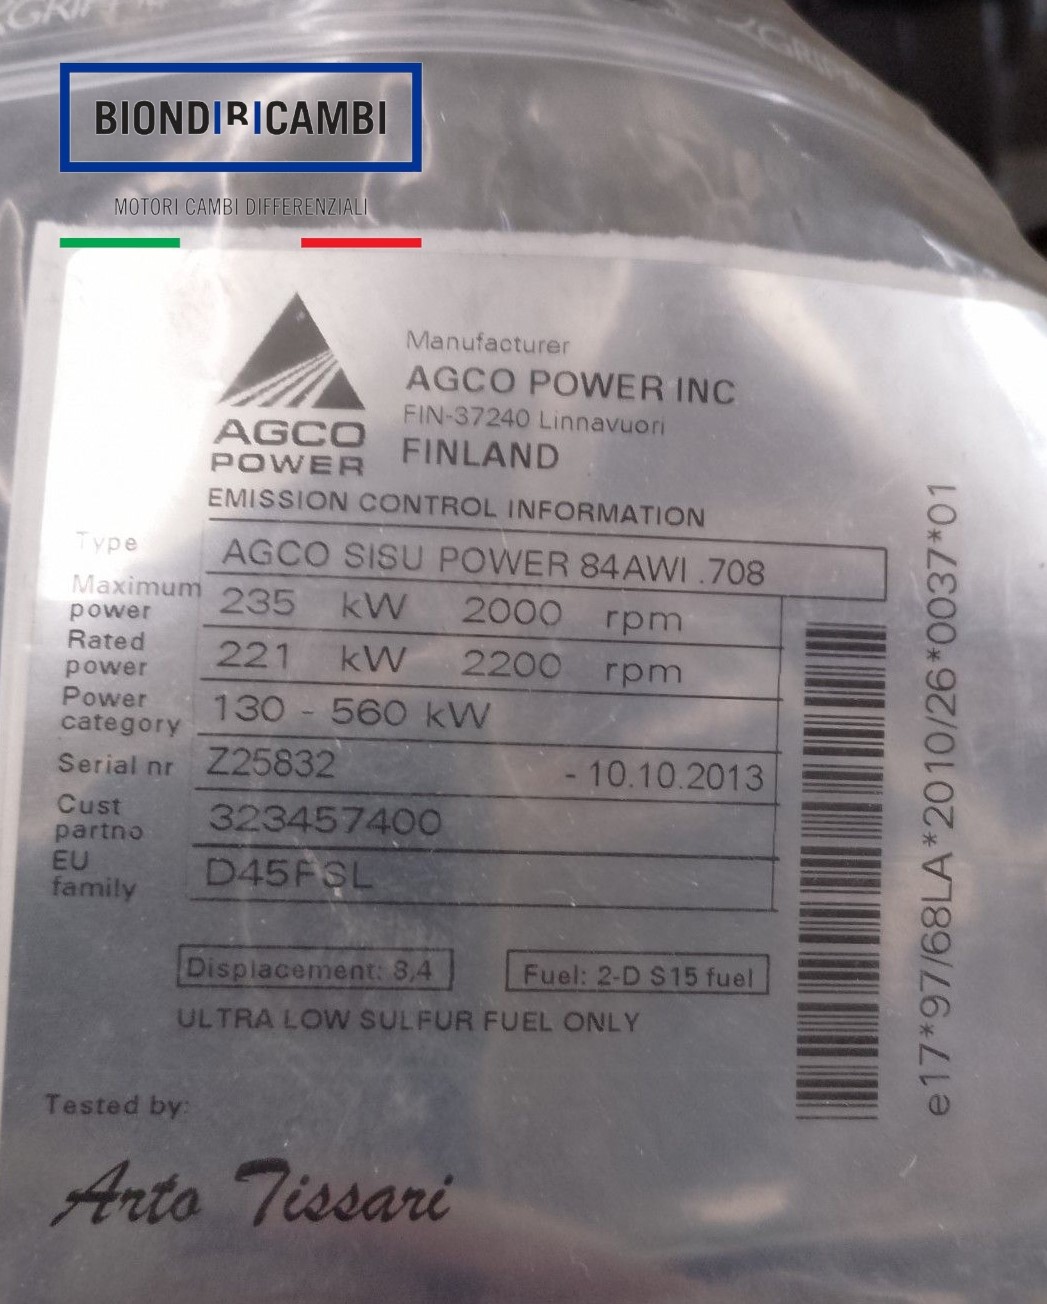 BIONDIRICAMBI
MOTORI CAMBI DIFFERENZIALI
AGCO
POWER
Manufacturer
AGCO POWER INC
FIN-37240 Linnavuori
FINLAND
EMISSION CONTROL INFORMATION
Type AGCO SISU POWER 84AWI .708
Maximum power 235 kW 2000 rpm
Rated power 221 kW 2200 rpm
Power category 130 - 560 kW
Serial nr Z25832 - 10.10.2013
Cust partno 323457400
EU family D45FSL
Displacement: 8,4 Fuel: 2-D S15 fuel
ULTRA LOW SULFUR FUEL ONLY
Tested by:
Arto Tissari
e17*97/68LA*2010/26*0037*01